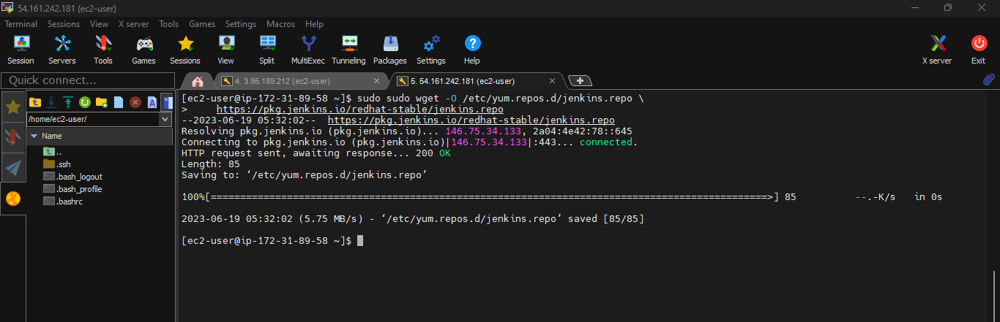 54.161.242.181 (ec2-user)
Terminal Sessions View X server Tools Games Settings Macros Help
Session Servers Tools Games Sessions View Split MultiExec Tunneling Packages Settings Help X server Exit
Quick connect...
4. 3.95.189.212 (ec2-user)
5. 54.161.242.181 (ec2-user)
/home/ec2-user/
Name
..
.ssh
.bash_logout
.bash_profile
.bashrc
[ec2-user@ip-172-31-89-58 ~]$ sudo sudo wget -O /etc/yum.repos.d/jenkins.repo \
> https://pkg.jenkins.io/redhat-stable/jenkins.repo
--2023-06-19 05:32:02-- https://pkg.jenkins.io/redhat-stable/jenkins.repo
Resolving pkg.jenkins.io (pkg.jenkins.io)... 146.75.34.133, 2a04:4e42:78::645
Connecting to pkg.jenkins.io (pkg.jenkins.io)|146.75.34.133|:443... connected.
HTTP request sent, awaiting response... 200 OK
Length: 85
Saving to: ‘/etc/yum.repos.d/jenkins.repo’
100%[===============================================================================================>] 85 --.-K/s in 0s
2023-06-19 05:32:02 (5.75 MB/s) - ‘/etc/yum.repos.d/jenkins.repo’ saved [85/85]
[ec2-user@ip-172-31-89-58 ~]$